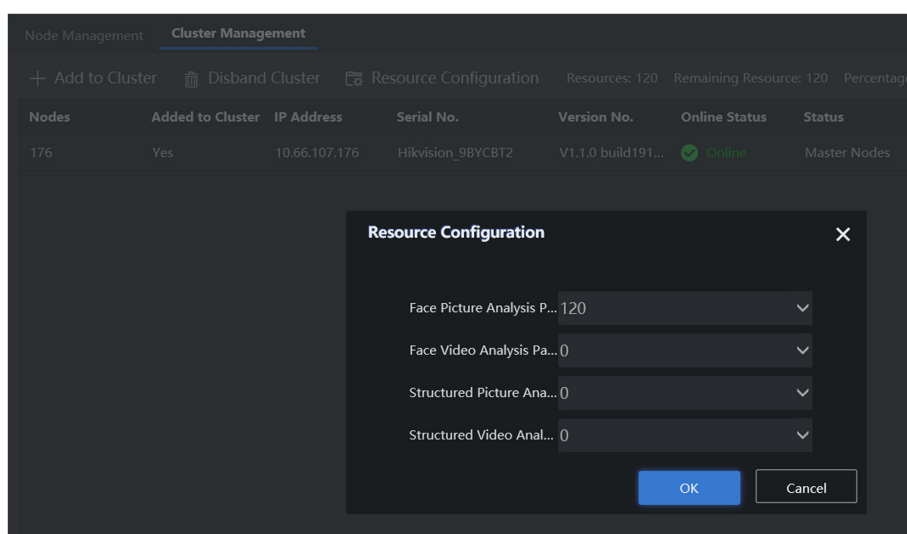 Node Management Cluster Management
Add to Cluster Disband Cluster Resource Configuration Resources: 120 Remaining Resource: 120 Percentag
Nodes Added to Cluster IP Address Serial No. Version No. Online Status Status
176 Yes 10.66.107.176 Hikvision_9BYCBT2 V1.1.0 build191... Online Master Nodes
Resource Configuration
Face Picture Analysis P... 120
Face Video Analysis Pa... 0
Structured Picture Ana... 0
Structured Video Anal... 0
OK Cancel